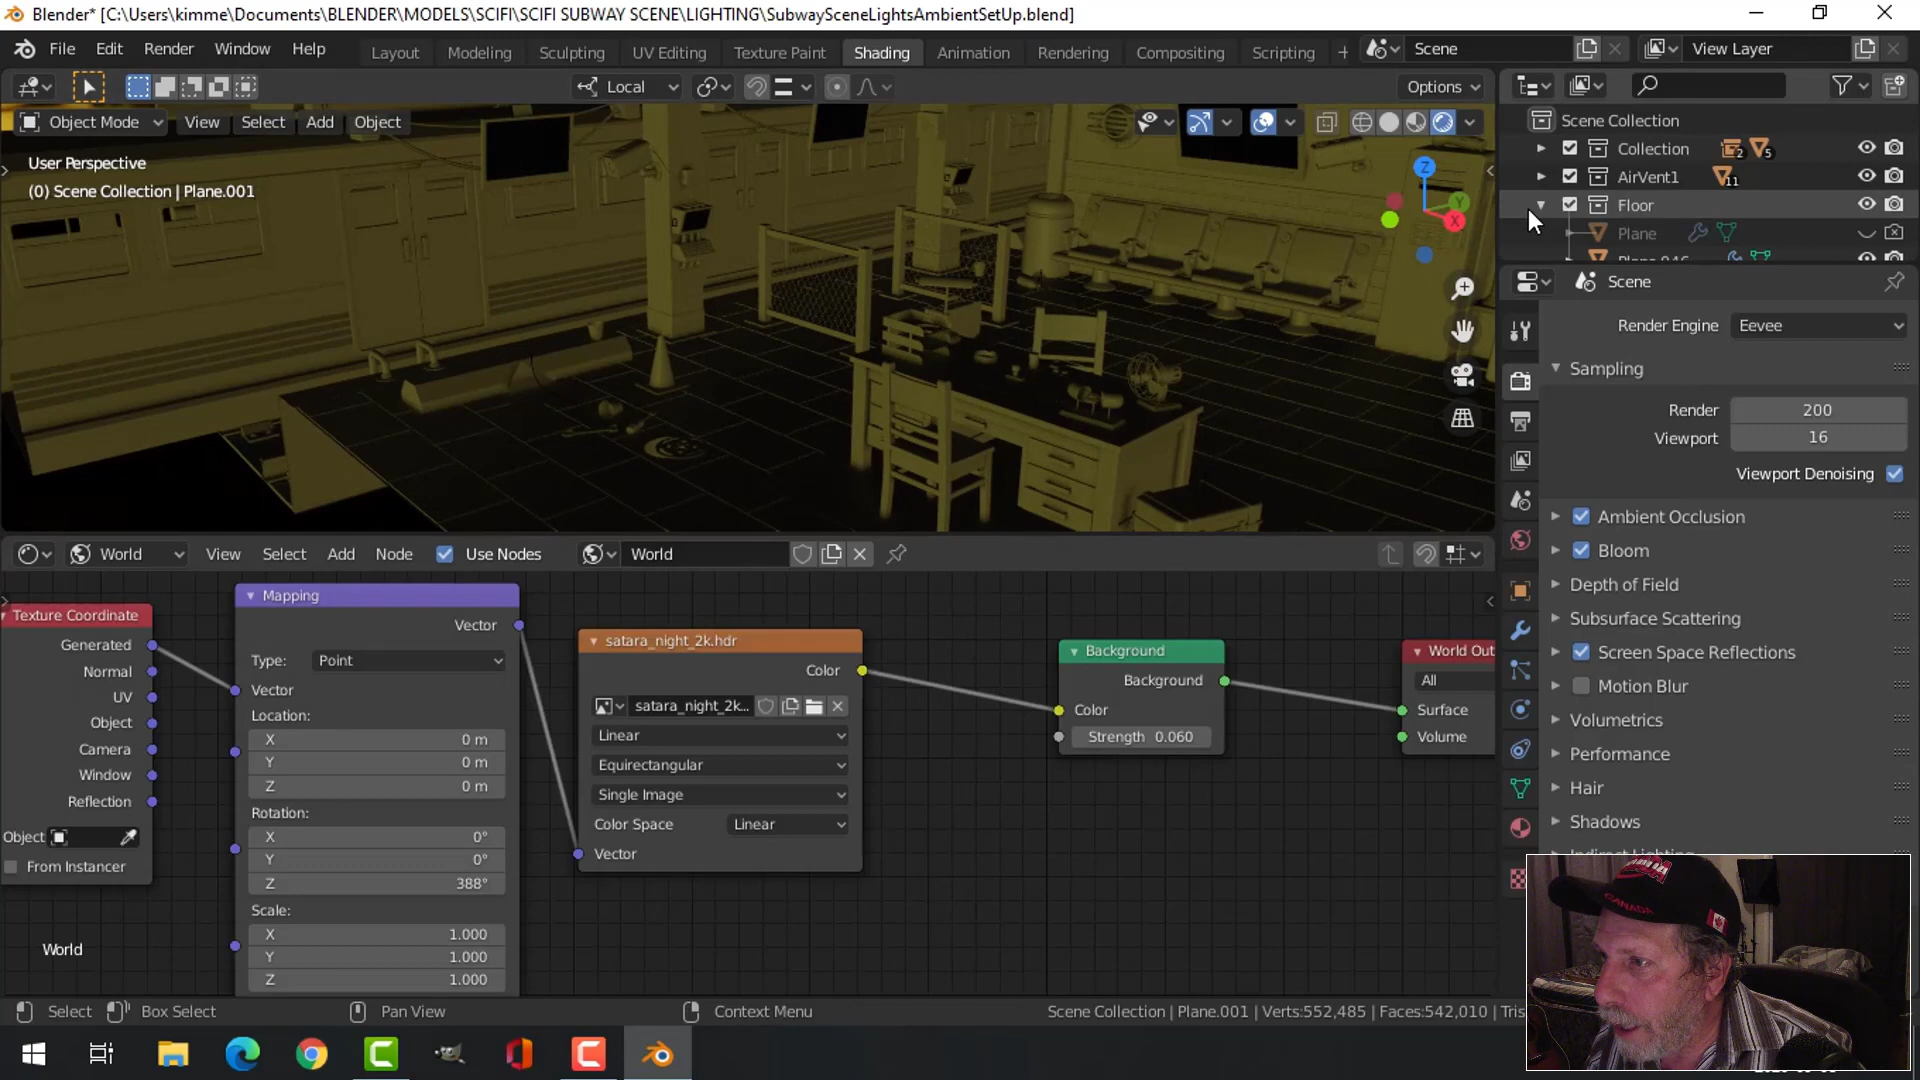 Blender* [C:\Users\kimme\Documents\BLENDER\MODELS\SCIFI\SCIFI SUBWAY SCENE\LIGHTING\SubwaySceneLightsAmbientSetUp.blend]
File Edit Render Window Help
Layout Modeling Sculpting UV Editing Texture Paint Shading Animation Rendering Compositing Scripting +
Scene
View Layer
Local
Options
Object Mode View Select Add Object
User Perspective
(0) Scene Collection | Plane.001
Z
Y
X
Scene Collection
Collection 2 5
AirVent1 11
Floor
Plane
Scene
Render Engine Eevee
Sampling
Render 200
Viewport 16
Viewport Denoising
Ambient Occlusion
Bloom
Depth of Field
Subsurface Scattering
Screen Space Reflections
Motion Blur
Volumetrics
Performance
Hair
Shadows
World View Select Add Node Use Nodes World
Texture Coordinate
Generated
Normal
UV
Object
Camera
Window
Reflection
Object
From Instancer
World
Mapping
Vector
Type: Point
Vector
Location:
X 0 m
Y 0 m
Z 0 m
Rotation:
X 0°
Y 0°
Z 388°
Scale:
X 1.000
Y 1.000
Z 1.000
satara_night_2k.hdr
Color
satara_night_2k...
Linear
Equirectangular
Single Image
Color Space Linear
Vector
Background
Background
Color
Strength 0.060
World Out
All
Surface
Volume
Select Box Select Pan View Context Menu
Scene Collection | Plane.001 | Verts:552,485 | Faces:542,010 | Tris
CANADA